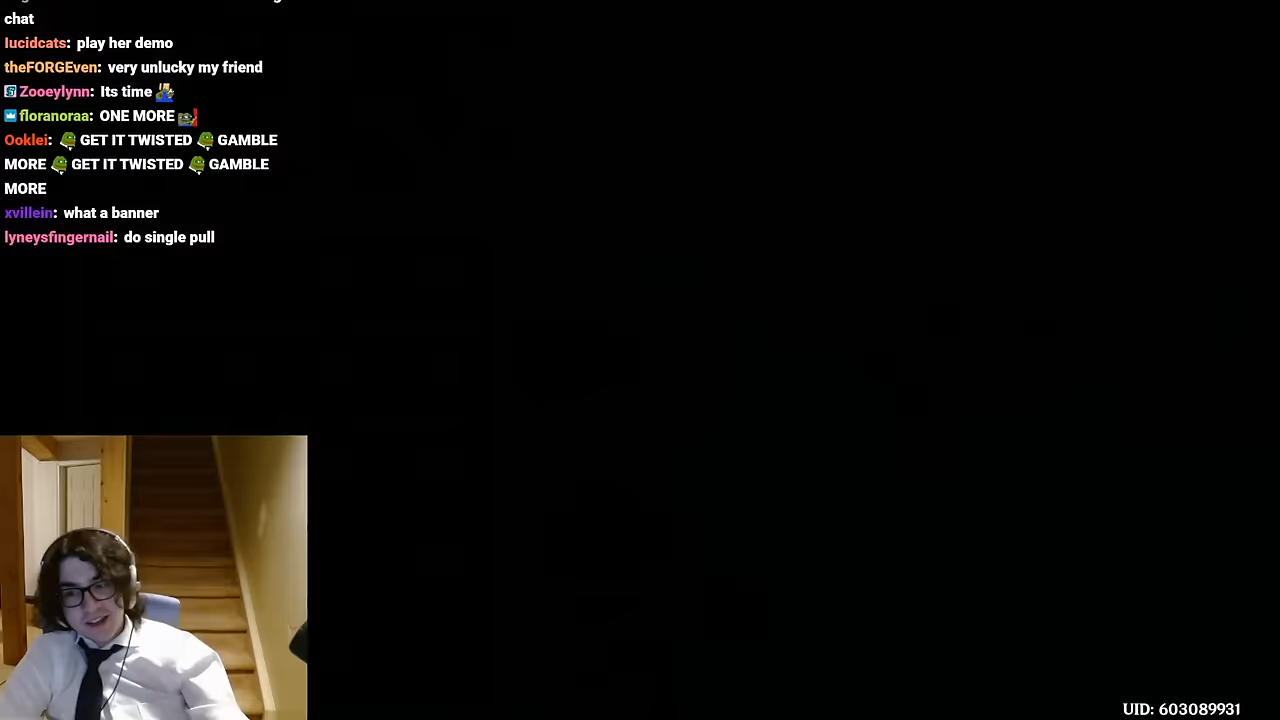 chat
lucidcats: play her demo
theFORGEven: very unlucky my friend
Zooeylynn: Its time
floranoraa: ONE MORE
Ooklei: GET IT TWISTED GAMBLE
MORE GET IT TWISTED GAMBLE
MORE
xvillein: what a banner
lyneysfingernail: do single pull
UID: 603089931